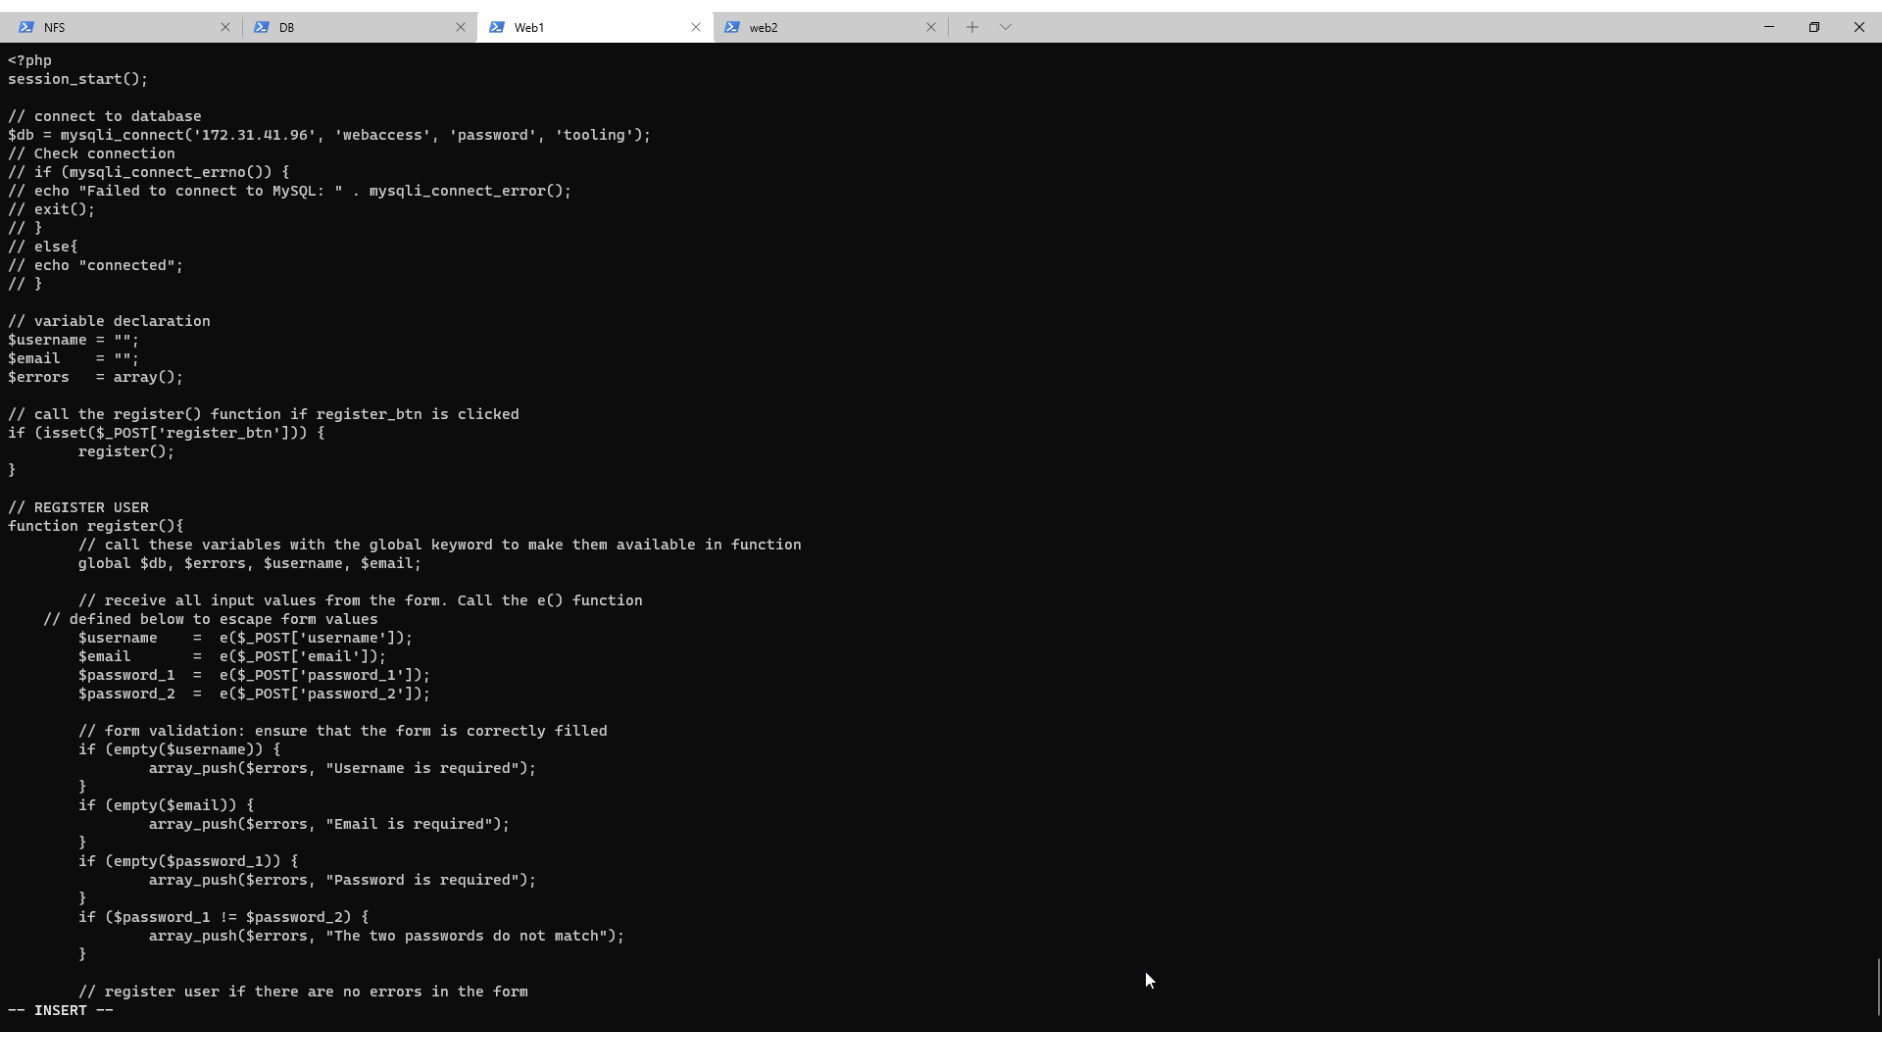 NFS
DB
Web1
web2
<?php
session_start();
// connect to database
$db = mysqli_connect('172.31.41.96', 'webaccess', 'password', 'tooling');
// Check connection
// if (mysqli_connect_errno()) {
// echo "Failed to connect to MySQL: " . mysqli_connect_error();
// exit();
// }
// else{
// echo "connected";
// }
// variable declaration
$username = "";
$email    = "";
$errors   = array();
// call the register() function if register_btn is clicked
if (isset($_POST['register_btn'])) {
        register();
}
// REGISTER USER
function register(){
        // call these variables with the global keyword to make them available in function
        global $db, $errors, $username, $email;
        // receive all input values from the form. Call the e() function
    // defined below to escape form values
        $username    =  e($_POST['username']);
        $email       =  e($_POST['email']);
        $password_1  =  e($_POST['password_1']);
        $password_2  =  e($_POST['password_2']);
        // form validation: ensure that the form is correctly filled
        if (empty($username)) {
                array_push($errors, "Username is required");
        }
        if (empty($email)) {
                array_push($errors, "Email is required");
        }
        if (empty($password_1)) {
                array_push($errors, "Password is required");
        }
        if ($password_1 != $password_2) {
                array_push($errors, "The two passwords do not match");
        }
        // register user if there are no errors in the form
-- INSERT --